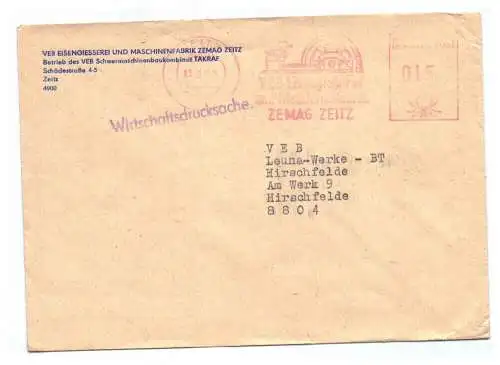 VEB EISENGIESSEREI UND MASCHINENFABRIK ZEMAG ZEITZ
Betrieb des VEB Schwermaschinenbaukombinat TAKRAF
Schädestraße 4-5
Zeitz
4900
Wirtschaftsdrucksache
ZEMAG ZEITZ
015
V E B
Leuna-Werke - BT
Hirschfelde
Am Werk 9
Hirschfelde
8 8 0 4